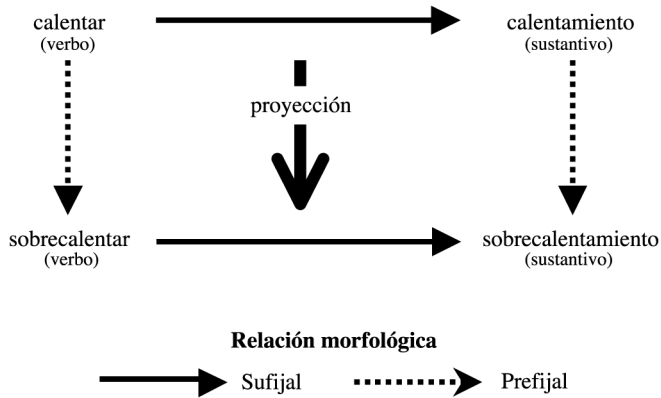 calentar calentamiento
(verbo) (sustantivo)
proyección
sobrecalentar sobrecalentamiento
(verbo) (sustantivo)
Relación morfológica
Sufijal Prefijal